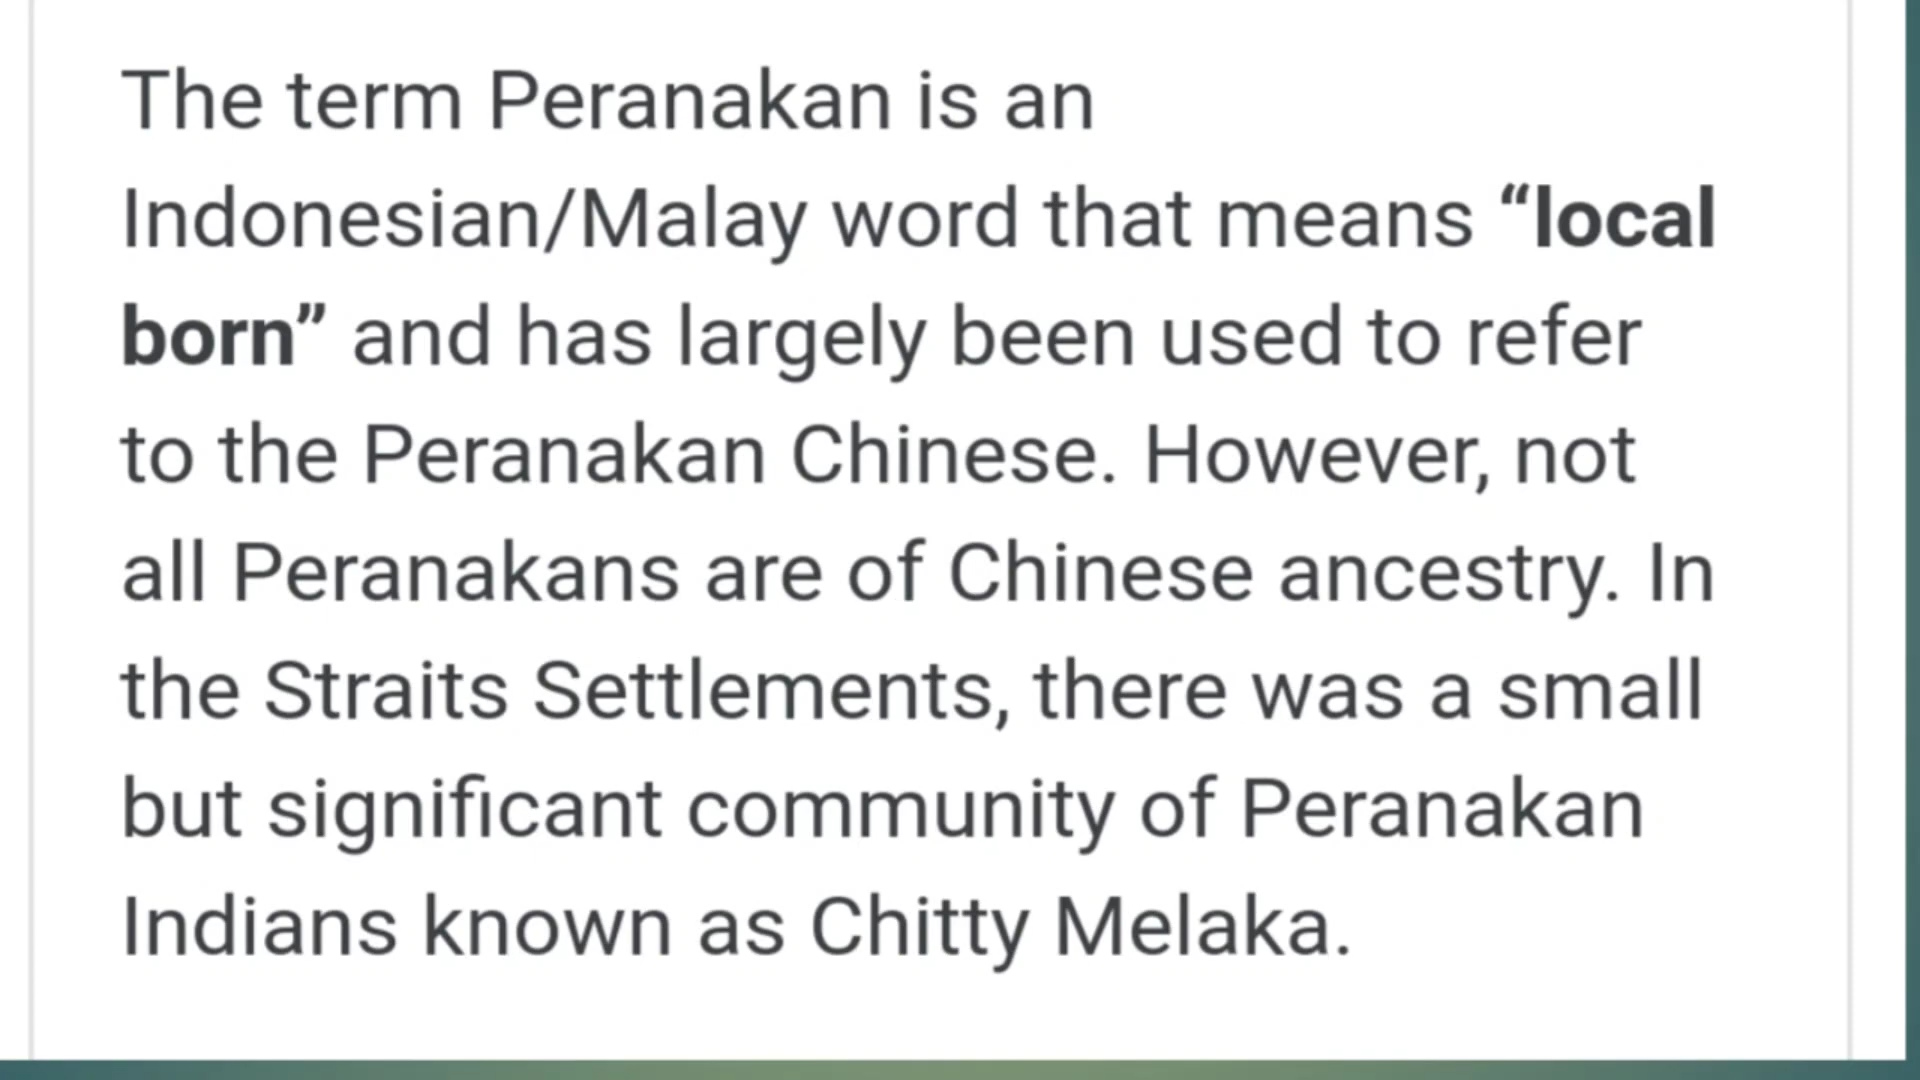 The term Peranakan is an
Indonesian/Malay word that means “local
born” and has largely been used to refer
to the Peranakan Chinese. However, not
all Peranakans are of Chinese ancestry. In
the Straits Settlements, there was a small
but significant community of Peranakan
Indians known as Chitty Melaka.